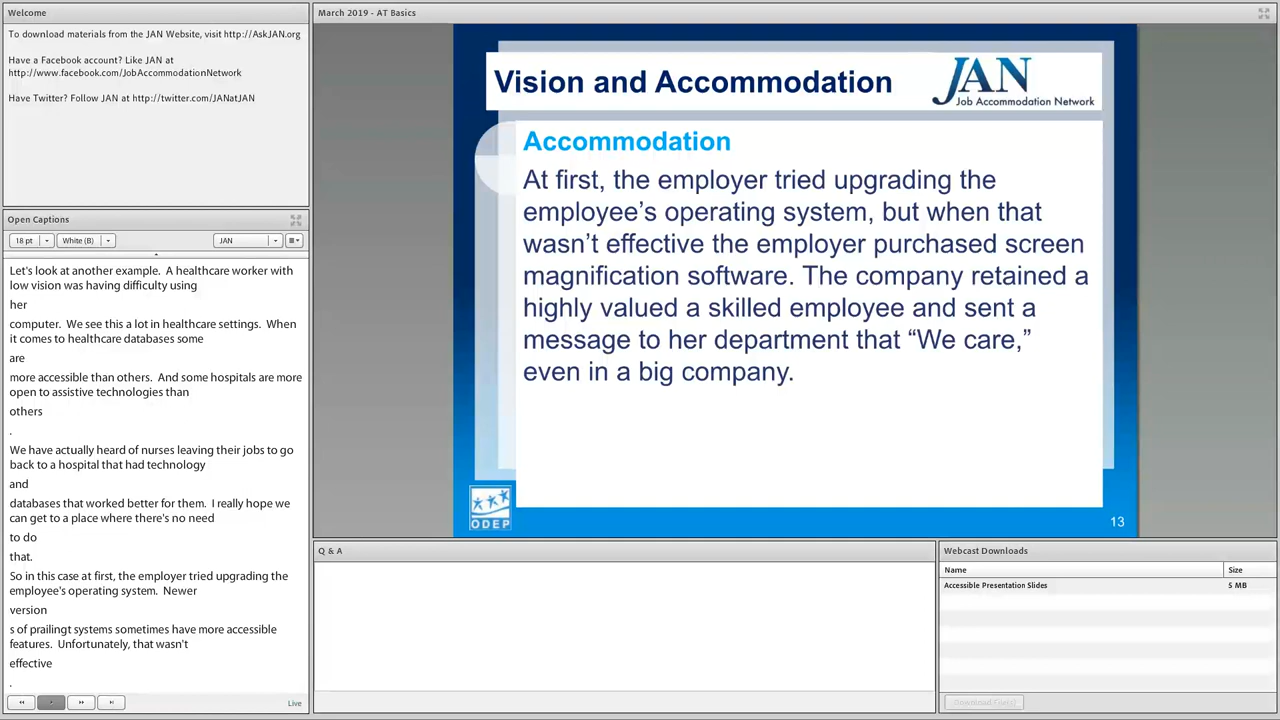 Welcome
To download materials from the JAN Website, visit http://AskJAN.org
Have a Facebook account? Like JAN at
http://www.facebook.com/JobAccommodationNetwork
Have Twitter? Follow JAN at http://twitter.com/JANatJAN
Open Captions
18 pt
White (B)
JAN
Let's look at another example.  A healthcare worker with
low vision was having difficulty using
her
computer.  We see this a lot in healthcare settings.  When
it comes to healthcare databases some
are
more accessible than others.  And some hospitals are more
open to assistive technologies than
others
.
We have actually heard of nurses leaving their jobs to go
back to a hospital that had technology
and
databases that worked better for them.  I really hope we
can get to a place where there's no need
to do
that.
So in this case at first, the employer tried upgrading the
employee's operating system.  Newer
version
s of prailingt systems sometimes have more accessible
features.  Unfortunately, that wasn't
effective
.
Live
March 2019 - AT Basics
Vision and Accommodation
JAN
Job Accommodation Network
Accommodation
At first, the employer tried upgrading the
employee’s operating system, but when that
wasn’t effective the employer purchased screen
magnification software. The company retained a
highly valued a skilled employee and sent a
message to her department that “We care,”
even in a big company.
ODEP
13
Q & A
Webcast Downloads
Name
Size
Accessible Presentation Slides
5 MB
Download File(s)